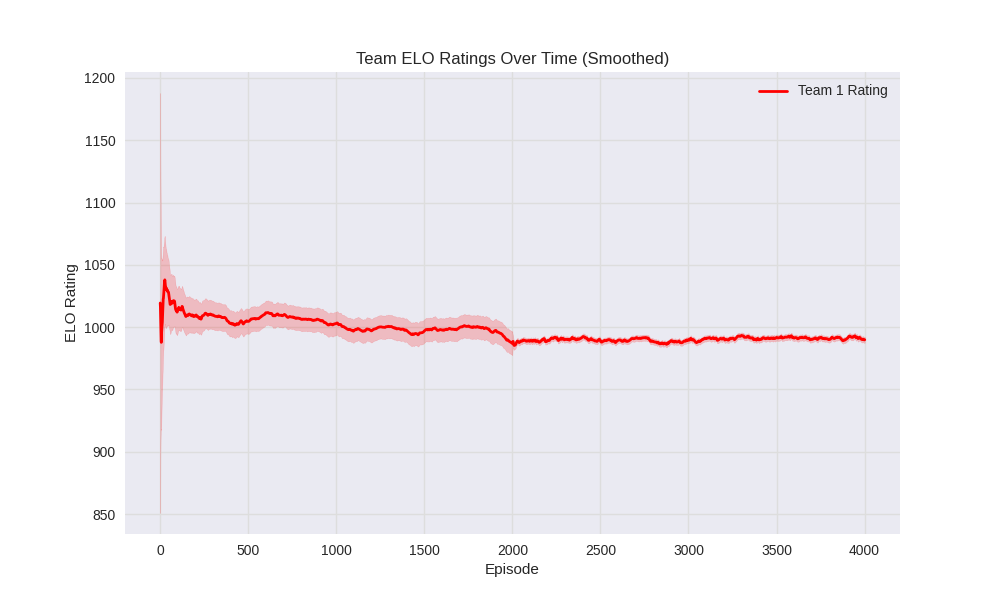 Team ELO Ratings Over Time (Smoothed)
Team 1 Rating
ELO Rating
1200
1150
1100
1050
1000
950
900
850
0 500 1000 1500 2000 2500 3000 3500 4000
Episode